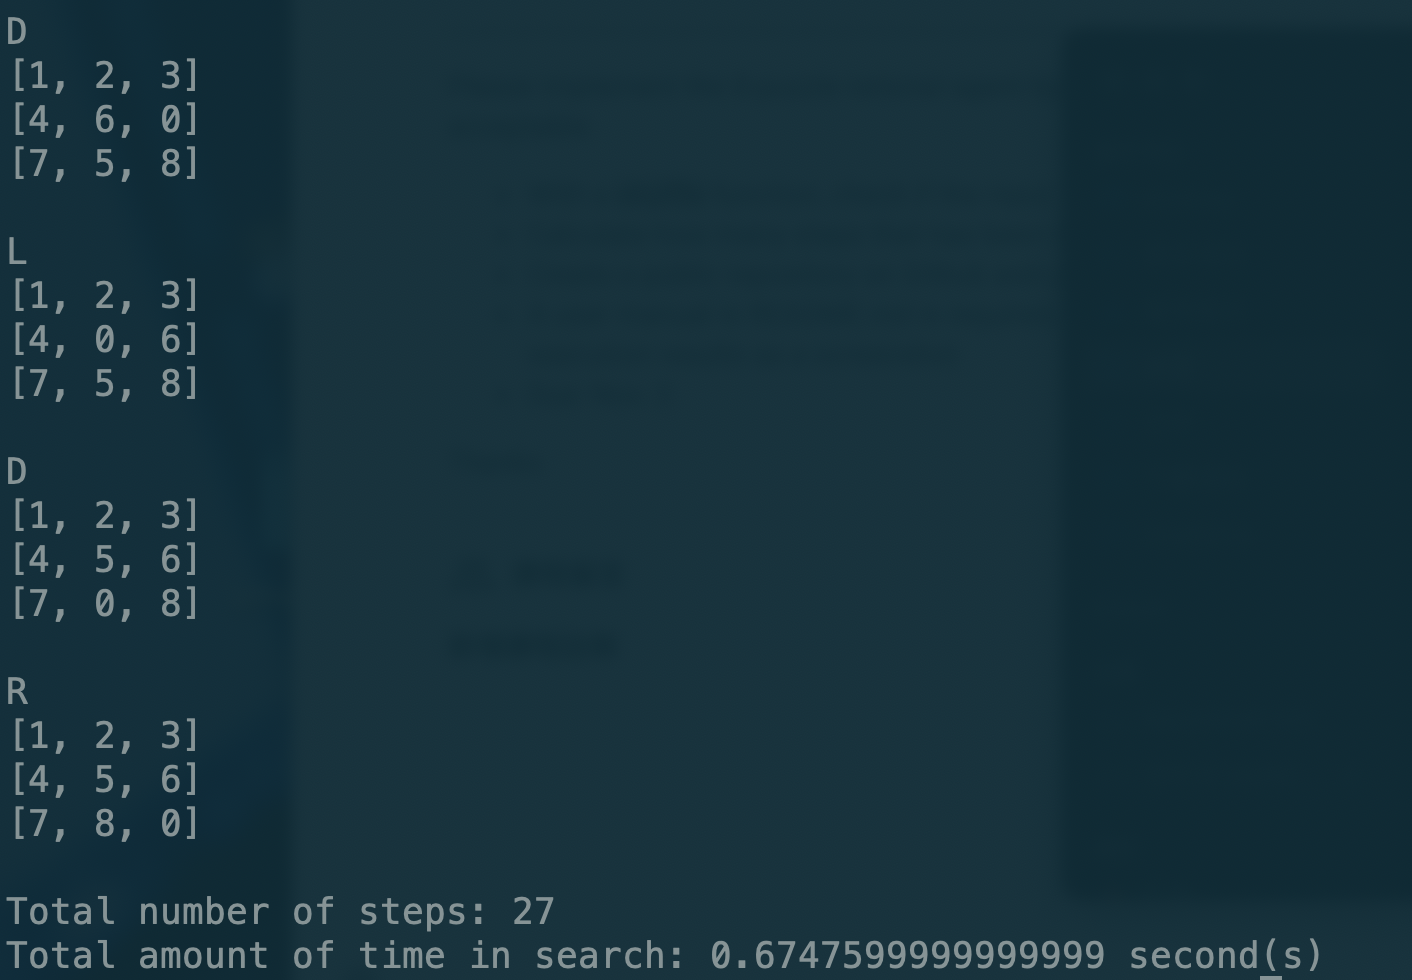 D
[1, 2, 3]
[4, 6, 0]
[7, 5, 8]
L
[1, 2, 3]
[4, 0, 6]
[7, 5, 8]
D
[1, 2, 3]
[4, 5, 6]
[7, 0, 8]
R
[1, 2, 3]
[4, 5, 6]
[7, 8, 0]
Total number of steps: 27
Total amount of time in search: 0.6747599999999999 second(s)